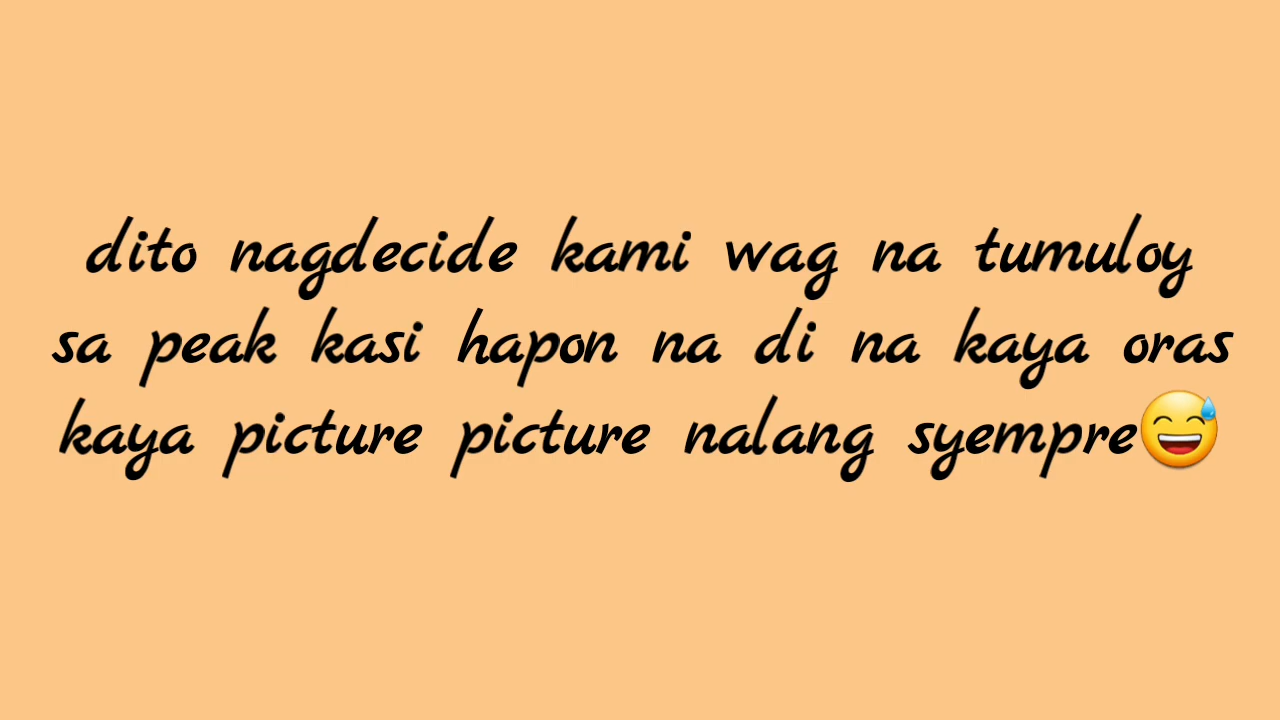 dito nagdecide kami wag na tumuloy
sa peak kasi hapon na di na kaya oras
kaya picture picture nalang syempre😅